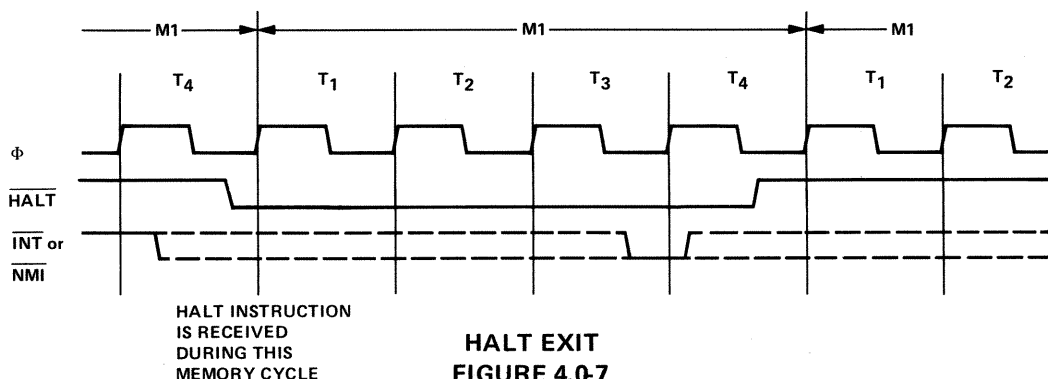 M1 M1 M1
T4 T1 T2 T3 T4 T1 T2
Φ
HALT
INT or
NMI
HALT INSTRUCTION
IS RECEIVED
DURING THIS
MEMORY CYCLE
HALT EXIT
FIGURE 4.0-7